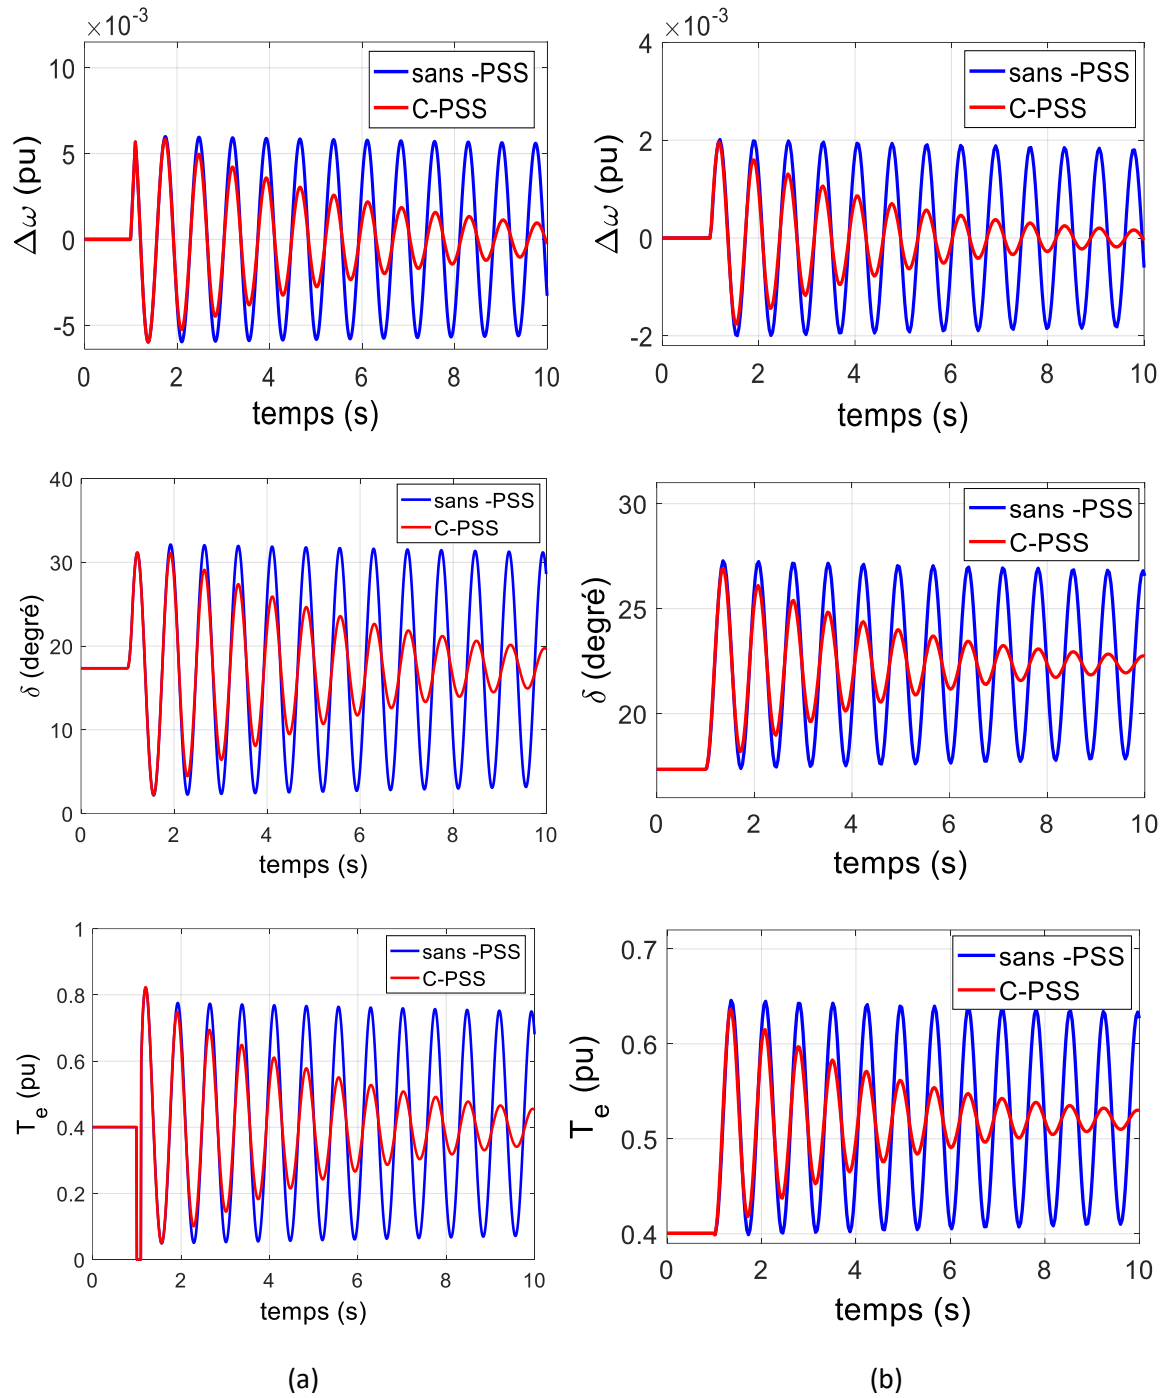 ×10⁻³
10
5
0
-5
Δω (pu)
sans -PSS
C-PSS
0 2 4 6 8 10
temps (s)
×10⁻³
4
2
0
-2
Δω (pu)
sans -PSS
C-PSS
0 2 4 6 8 10
temps (s)
40
30
20
10
0
δ (degré)
sans -PSS
C-PSS
0 2 4 6 8 10
temps (s)
30
25
20
δ (degré)
sans -PSS
C-PSS
0 2 4 6 8 10
temps (s)
1
0.8
0.6
0.4
0.2
0
Tₑ (pu)
sans -PSS
C-PSS
0 2 4 6 8 10
temps (s)
0.7
0.6
0.5
0.4
Tₑ (pu)
sans -PSS
C-PSS
0 2 4 6 8 10
temps (s)
(a)
(b)